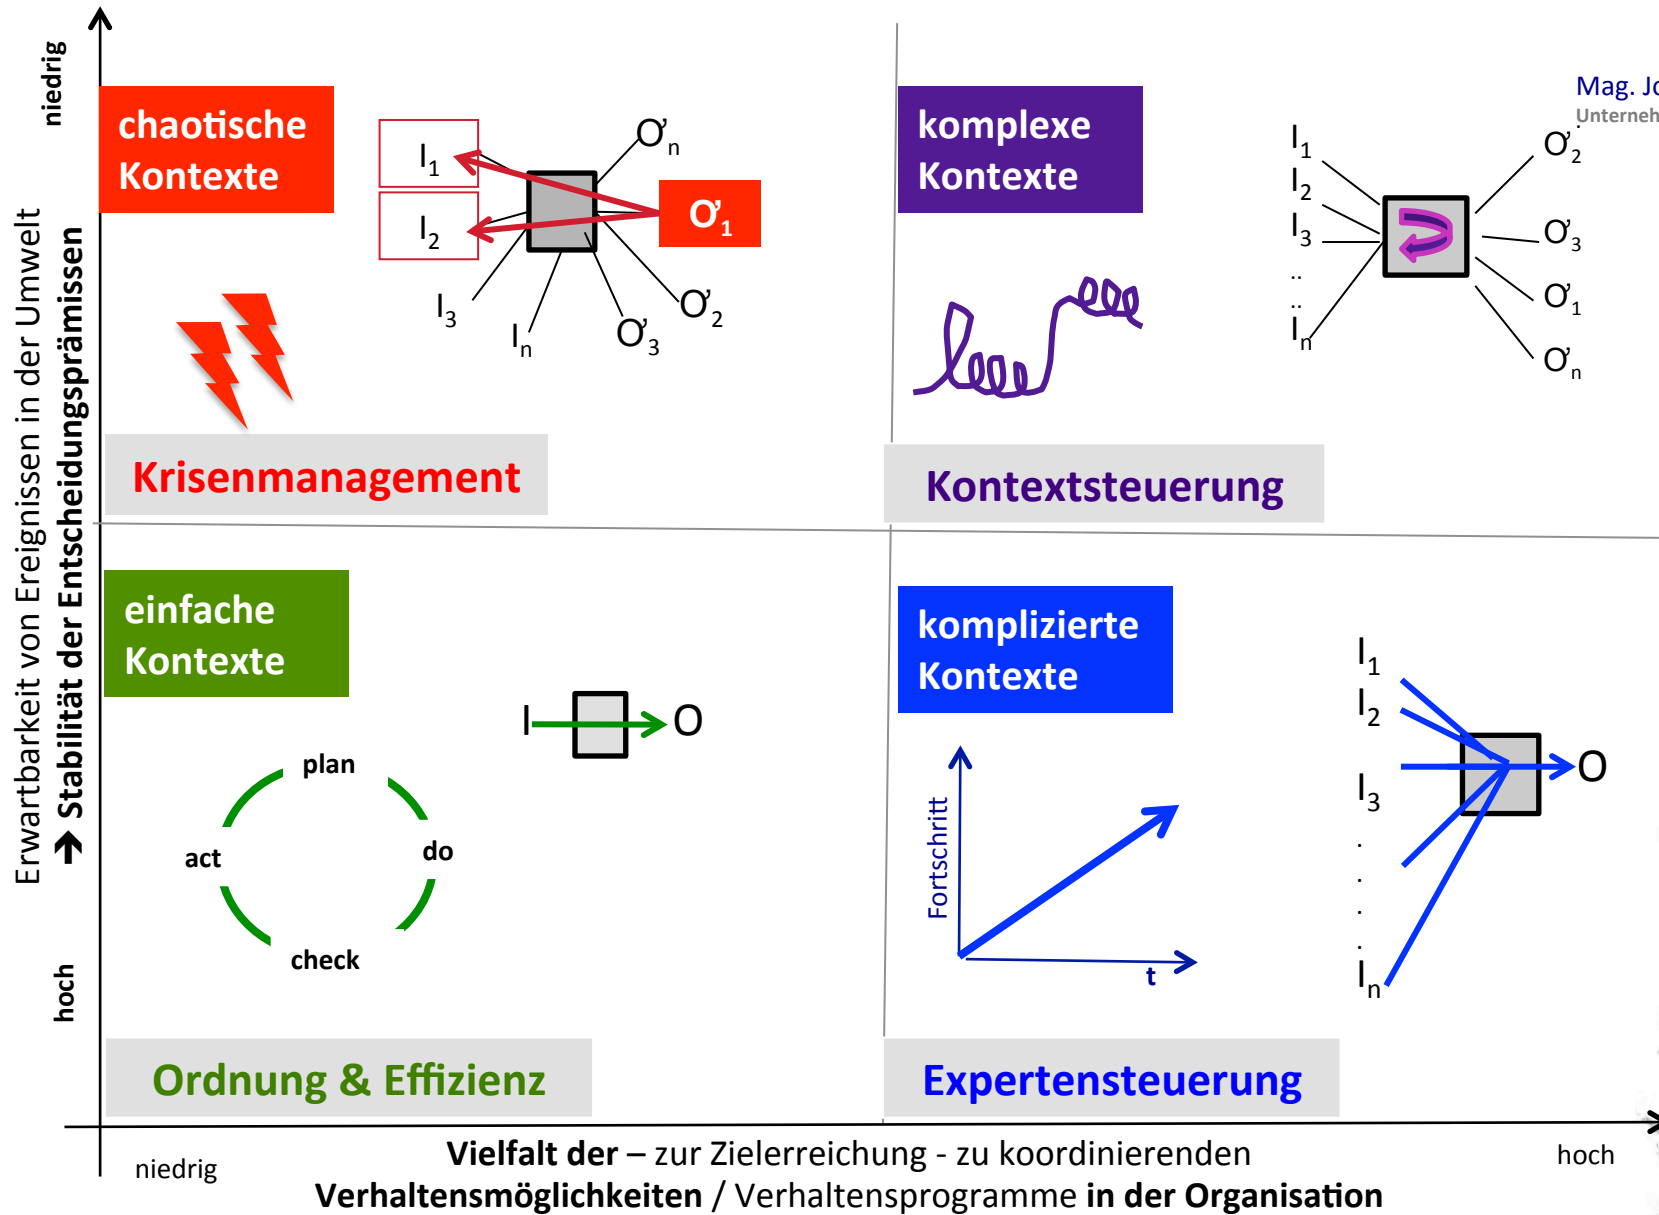 niedrig
Erwartbarkeit von Ereignissen in der Umwelt
➔ Stabilität der Entscheidungsprämissen
hoch
chaotische
Kontexte
I1
I2
I3
In
O'n
O'1
O'2
O'3
Krisenmanagement
komplexe
Kontexte
Mag. Jo
Unterneh
I1
I2
I3
..
..
In
O'2
O'3
O'1
O'n
Kontextsteuerung
einfache
Kontexte
I O
plan
do
check
act
Ordnung & Effizienz
komplizierte
Kontexte
Fortschritt
t
I1
I2
I3
.
.
.
.
In
O
Expertensteuerung
niedrig
Vielfalt der – zur Zielerreichung - zu koordinierenden
hoch
Verhaltensmöglichkeiten / Verhaltensprogramme in der Organisation